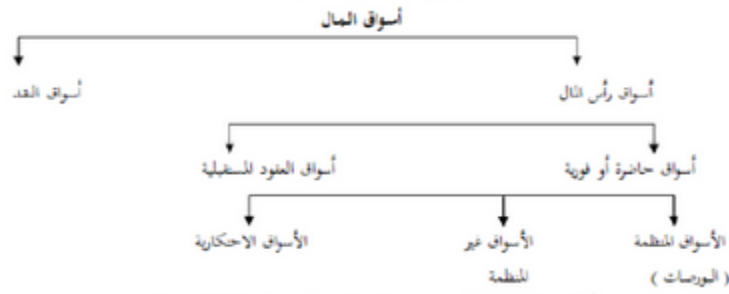 أسواق المال
أسواق رأس المال
أسواق النقد
أسواق حاضرة أو فورية
أسواق العقود المستقبلية
الأسواق المنظمة
( البورصات )
الأسواق غير
المنظمة
الأسواق الاحتكارية